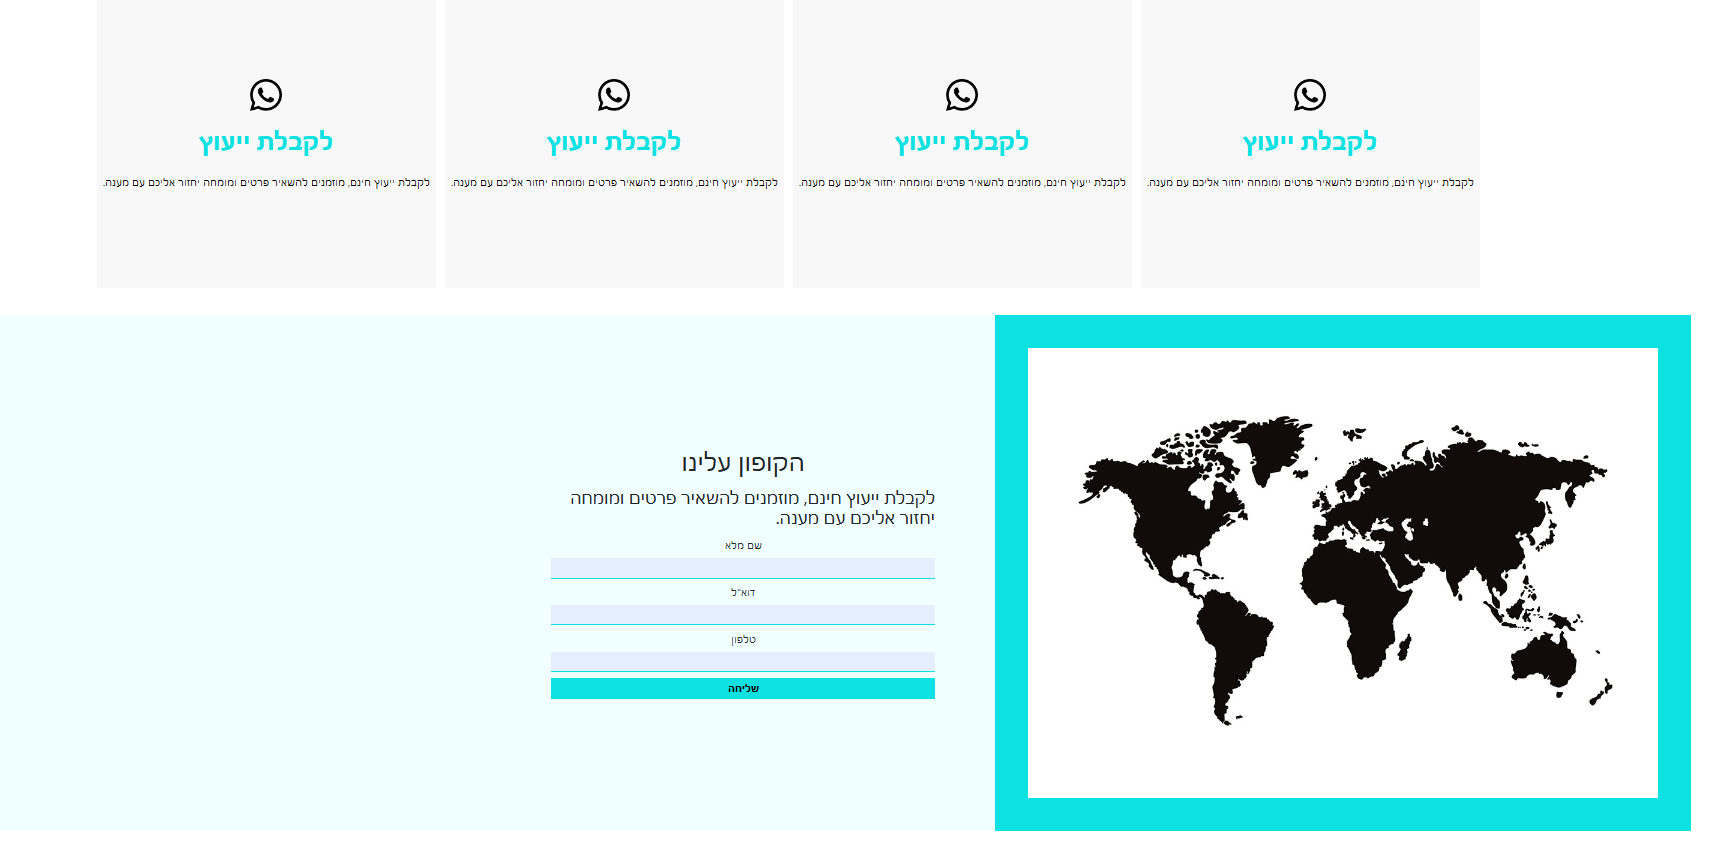 לקבלת ייעוץ
לקבלת ייעוץ חינם, מוזמנים להשאיר פרטים ומומחה יחזור אליכם עם מענה.
לקבלת ייעוץ
לקבלת ייעוץ חינם, מוזמנים להשאיר פרטים ומומחה יחזור אליכם עם מענה.
לקבלת ייעוץ
לקבלת ייעוץ חינם, מוזמנים להשאיר פרטים ומומחה יחזור אליכם עם מענה.
לקבלת ייעוץ
לקבלת ייעוץ חינם, מוזמנים להשאיר פרטים ומומחה יחזור אליכם עם מענה.
הקופון עלינו
לקבלת ייעוץ חינם, מוזמנים להשאיר פרטים ומומחה
יחזור אליכם עם מענה.
שם מלא
דוא"ל
טלפון
שליחה